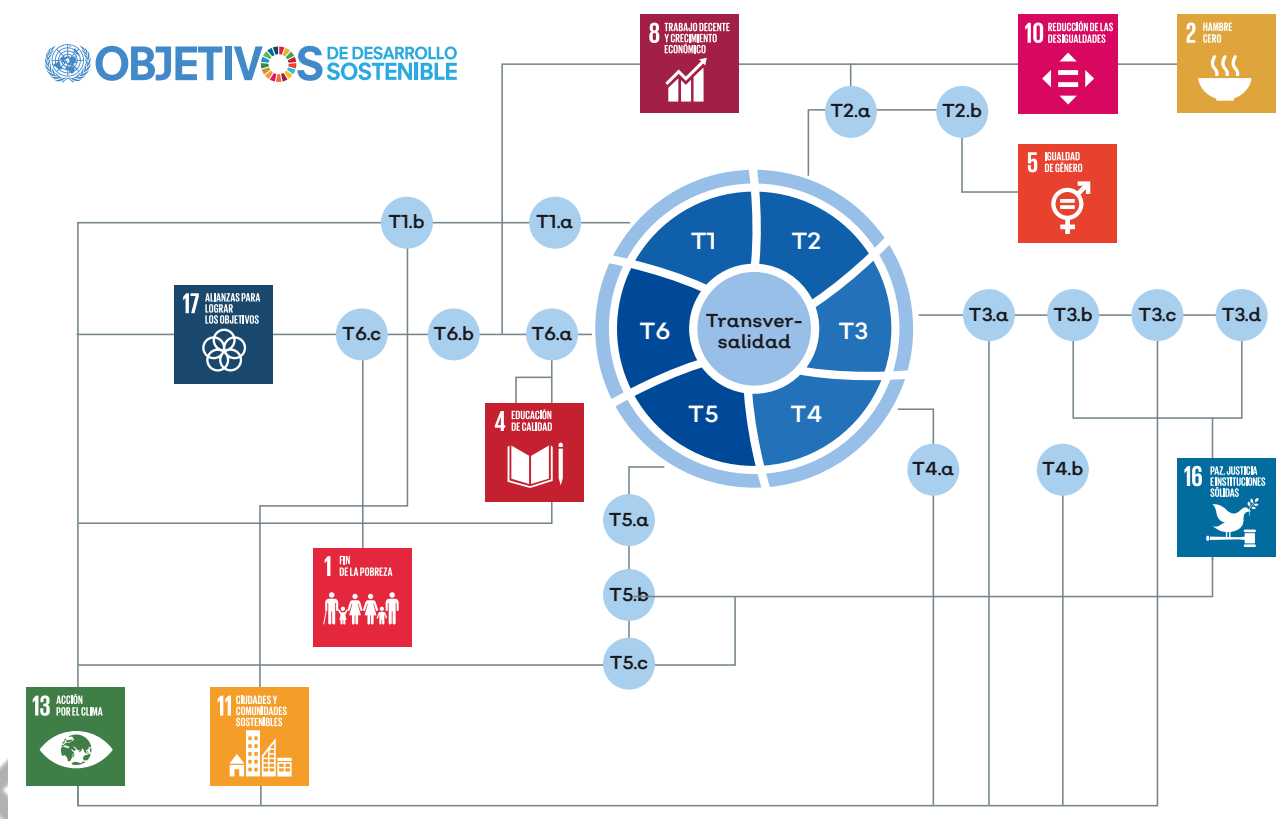 OBJETIVOS DE DESARROLLO
SOSTENIBLE
8 TRABAJO DECENTE
Y CRECIMIENTO
ECONÓMICO
10 REDUCCIÓN DE LAS
DESIGUALDADES
2 HAMBRE
CERO
T2.a
T2.b
5 IGUALDAD
DE GÉNERO
T1.b
T1.a
T1
T2
17 ALIANZAS PARA
LOGRAR
LOS OBJETIVOS
T6.c
T6.b
T6.a
T6
Transver-
salidad
T3
T3.a
T3.b
T3.c
T3.d
4 EDUCACIÓN
DE CALIDAD
T5
T4
T4.a
T4.b
16 PAZ, JUSTICIA
E INSTITUCIONES
SÓLIDAS
T5.a
1 FIN
DE LA POBREZA
T5.b
T5.c
13 ACCIÓN
POR EL CLIMA
11 CIUDADES Y
COMUNIDADES
SOSTENIBLES